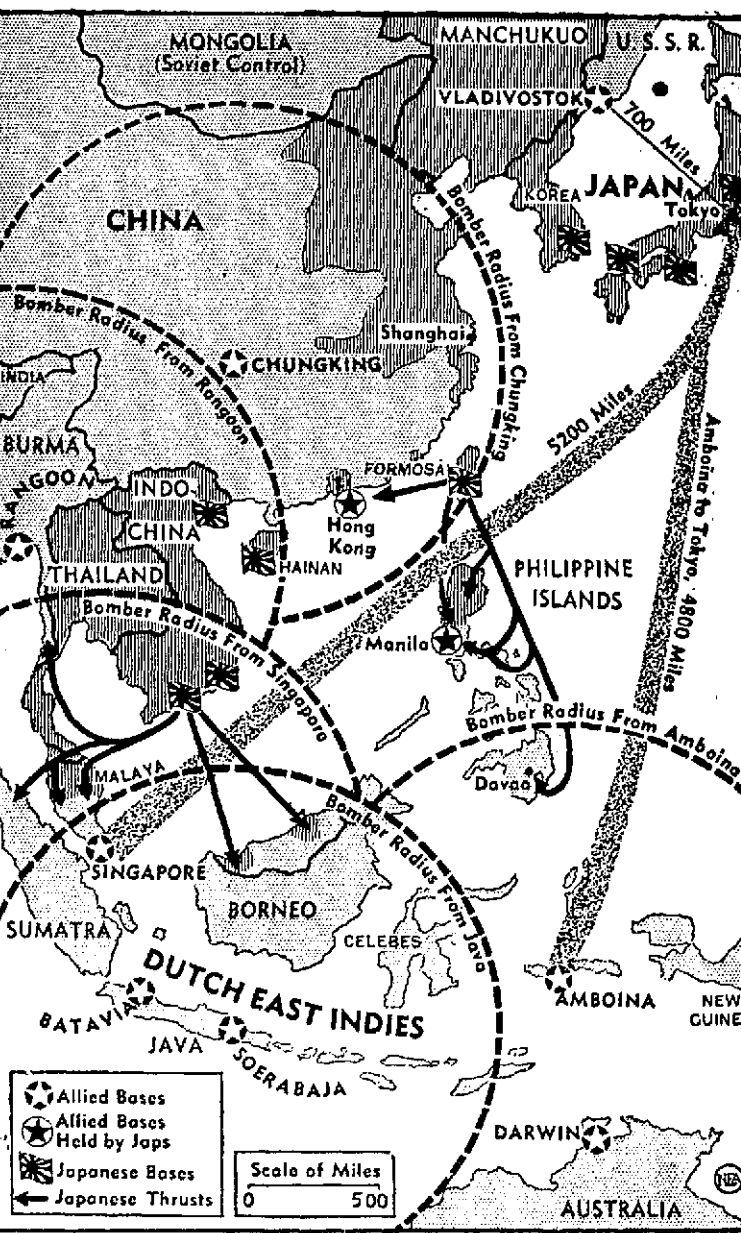 MONGOLIA
(Soviet Control)
MANCHUKUO
U.S.S.R.
VLADIVOSTOK
700 Miles
KOREA
JAPAN
Tokyo
CHINA
Bomber Radius From Chungking
Bomber Radius From Rangoon
Shanghai
CHUNGKING
INDIA
BURMA
RANGOON
5200 Miles
Amboina to Tokyo, 4800 Miles
FORMOSA
INDO-
CHINA
Hong
Kong
HAINAN
THAILAND
PHILIPPINE
ISLANDS
Bomber Radius From Singapore
Manila
Bomber Radius From Amboina
MALAYA
Davao
Bomber Radius From Java
SINGAPORE
BORNEO
SUMATRA
CELEBES
DUTCH EAST INDIES
AMBOINA
NEW
GUINE
BATAVIA
JAVA
SOERABAJA
Allied Bases
Allied Bases
Held by Japs
Japanese Bases
Japanese Thrusts
Scale of Miles
0 500
DARWIN
AUSTRALIA
NEA